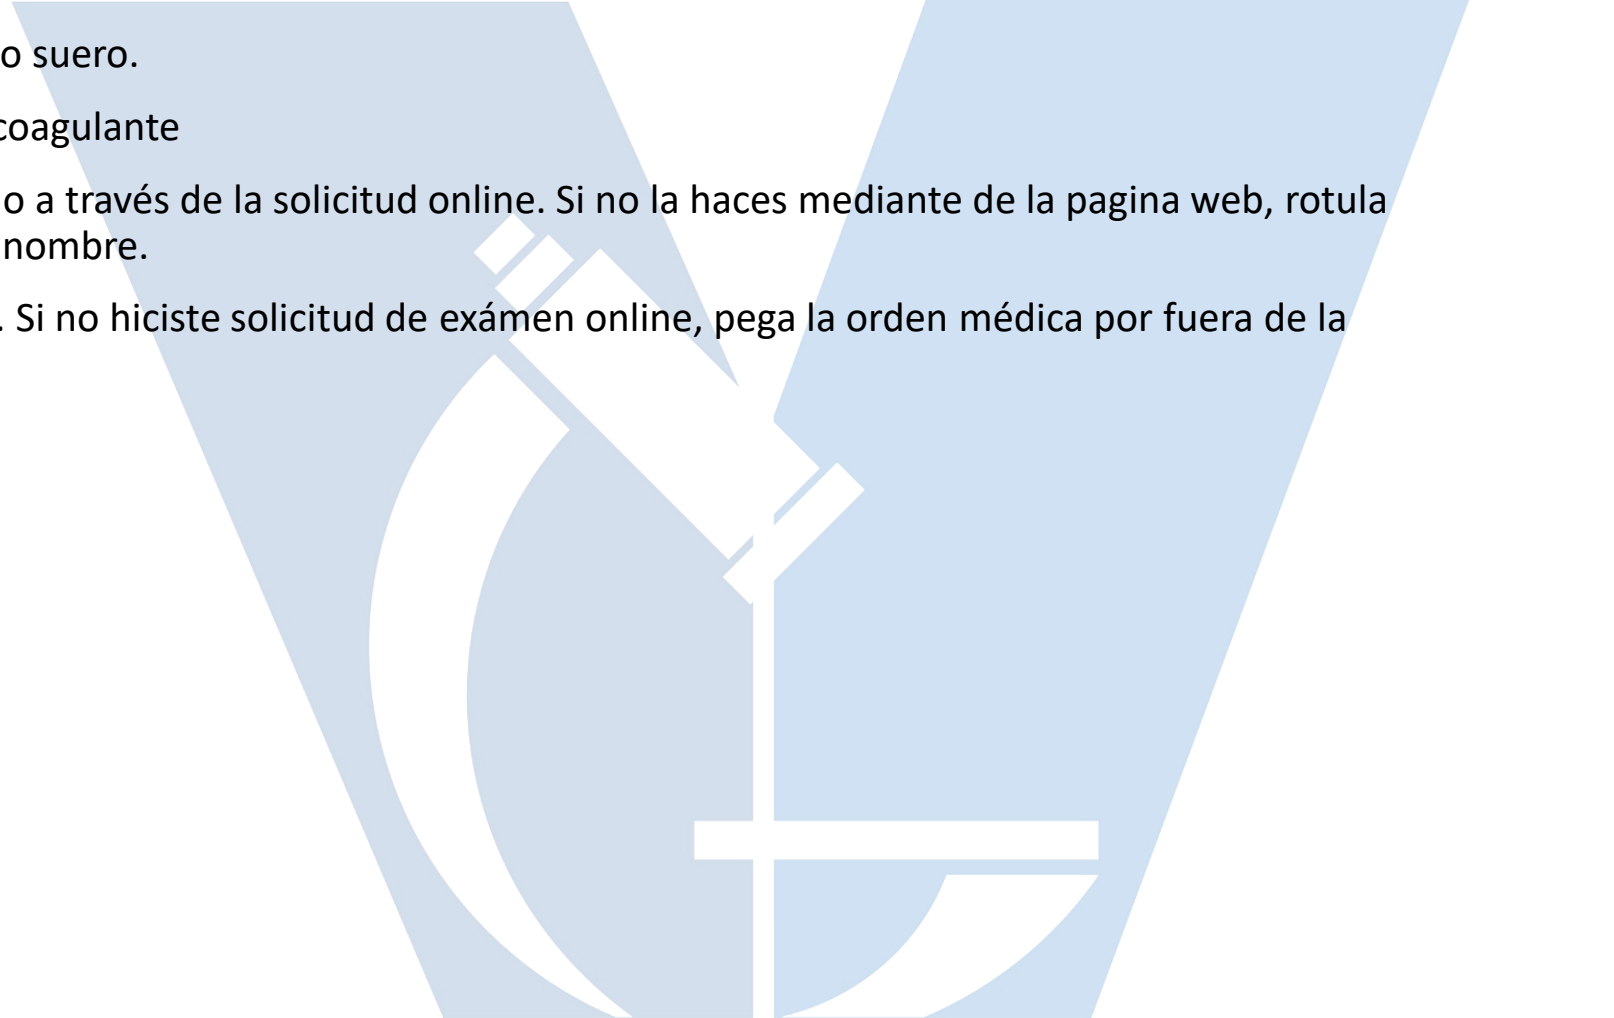 o suero.
coagulante
o a través de la solicitud online. Si no la haces mediante de la pagina web, rotula
nombre.
. Si no hiciste solicitud de exámen online, pega la orden médica por fuera de la